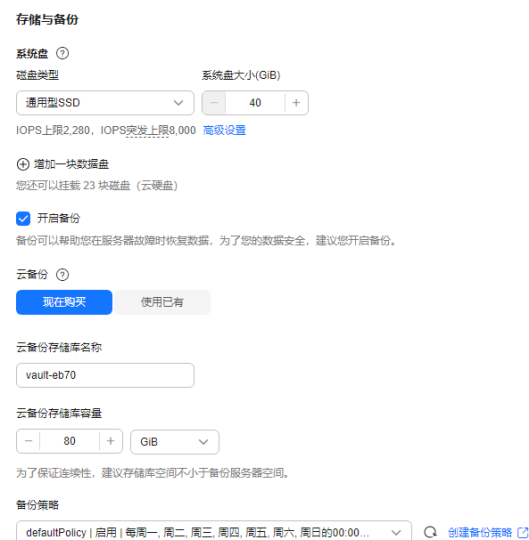 存储与备份
系统盘
磁盘类型 系统盘大小(GiB)
通用型SSD 40
IOPS上限2,280，IOPS突发上限8,000 高级设置
增加一块数据盘
您还可以挂载 23 块磁盘（云硬盘）
开启备份
备份可以帮助您在服务器故障时恢复数据，为了您的数据安全，建议您开启备份。
云备份
现在购买 使用已有
云备份存储库名称
vault-eb70
云备份存储库容量
80 GiB
为了保证连续性，建议存储库空间不小于备份服务器空间。
备份策略
defaultPolicy | 启用 | 每周一, 周二, 周三, 周四, 周五, 周六, 周日的00:00... 创建备份策略